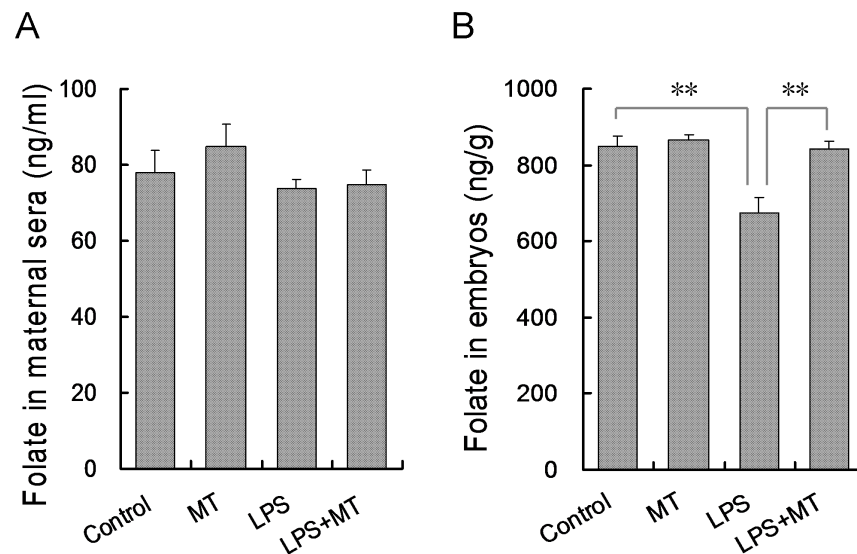 A
Folate in maternal sera (ng/ml)
100
80
60
40
20
0
Control
MT
LPS
LPS+MT
B
Folate in embryos (ng/g)
1000
800
600
400
200
0
** **
Control
MT
LPS
LPS+MT